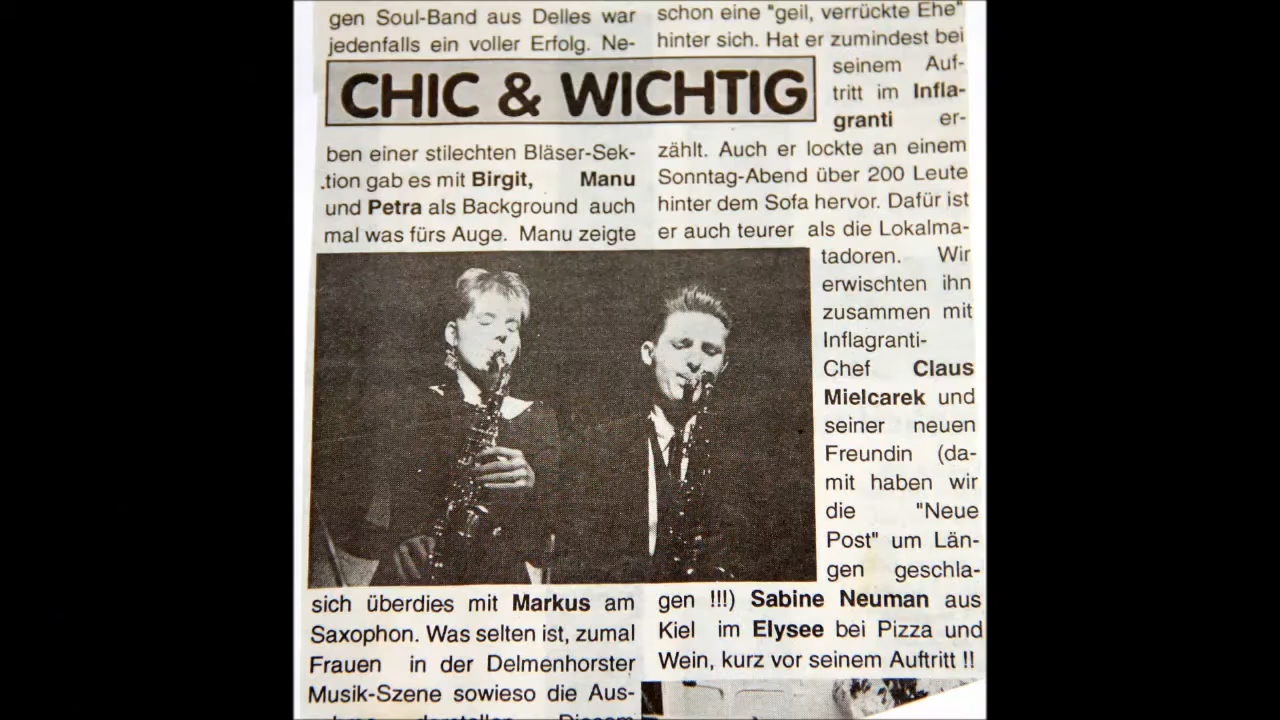 gen Soul-Band aus Delles war
jedenfalls ein voller Erfolg. Ne-
CHIC & WICHTIG
ben einer stilechten Bläser-Sek-
.tion gab es mit Birgit, Manu
und Petra als Background auch
mal was fürs Auge. Manu zeigte
sich überdies mit Markus am
Saxophon. Was selten ist, zumal
Frauen in der Delmenhorster
Musik-Szene sowieso die Aus-
schon eine "geil, verrückte Ehe"
hinter sich. Hat er zumindest bei
seinem Auf-
tritt im Infla-
granti er-
zählt. Auch er lockte an einem
Sonntag-Abend über 200 Leute
hinter dem Sofa hervor. Dafür ist
er auch teurer als die Lokalma-
tadoren. Wir
erwischten ihn
zusammen mit
Inflagranti-
Chef Claus
Mielcarek und
seiner neuen
Freundin (da-
mit haben wir
die "Neue
Post" um Län-
gen geschla-
gen !!!) Sabine Neuman aus
Kiel im Elysee bei Pizza und
Wein, kurz vor seinem Auftritt !!